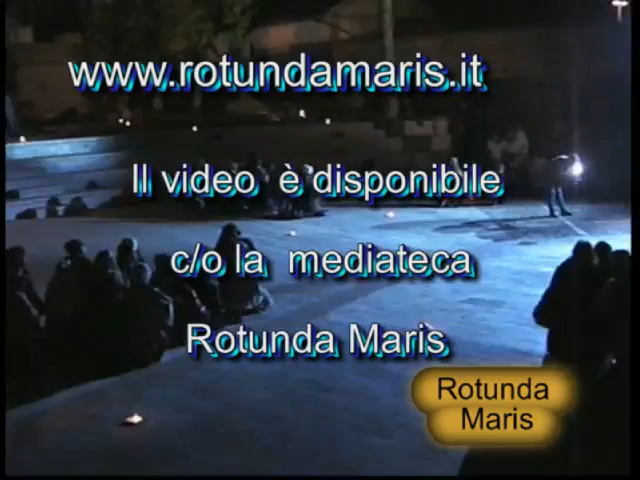 www.rotundamaris.it
Il video è disponibile
c/o la mediateca
Rotunda Maris
Rotunda
Maris